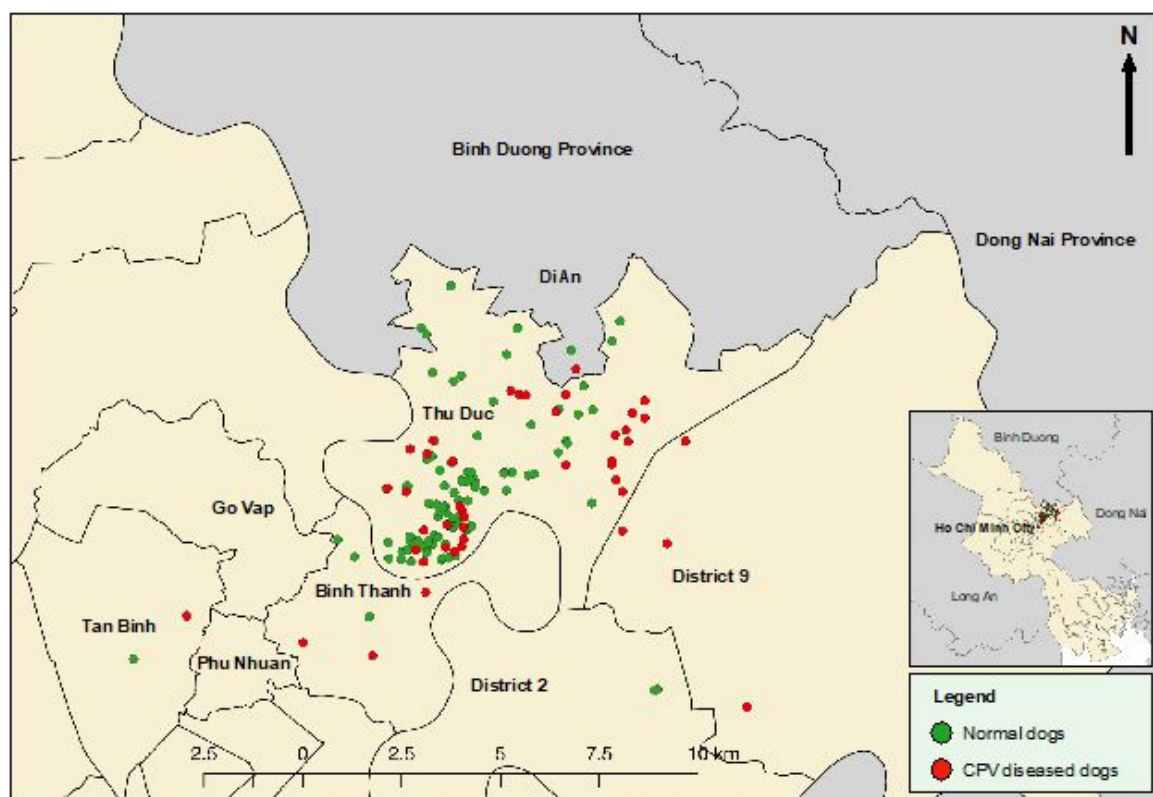 N
Binh Duong Province
Dong Nai Province
Di An
Thu Duc
Go Vap
Binh Thanh
District 9
Tan Binh
Phu Nhuan
District 2
2.5 0 2.5 5 7.5 10 km
Binh Duong
Dong Nai
Ho Chi Minh City
Long An
Legend
Normal dogs
CPV diseased dogs